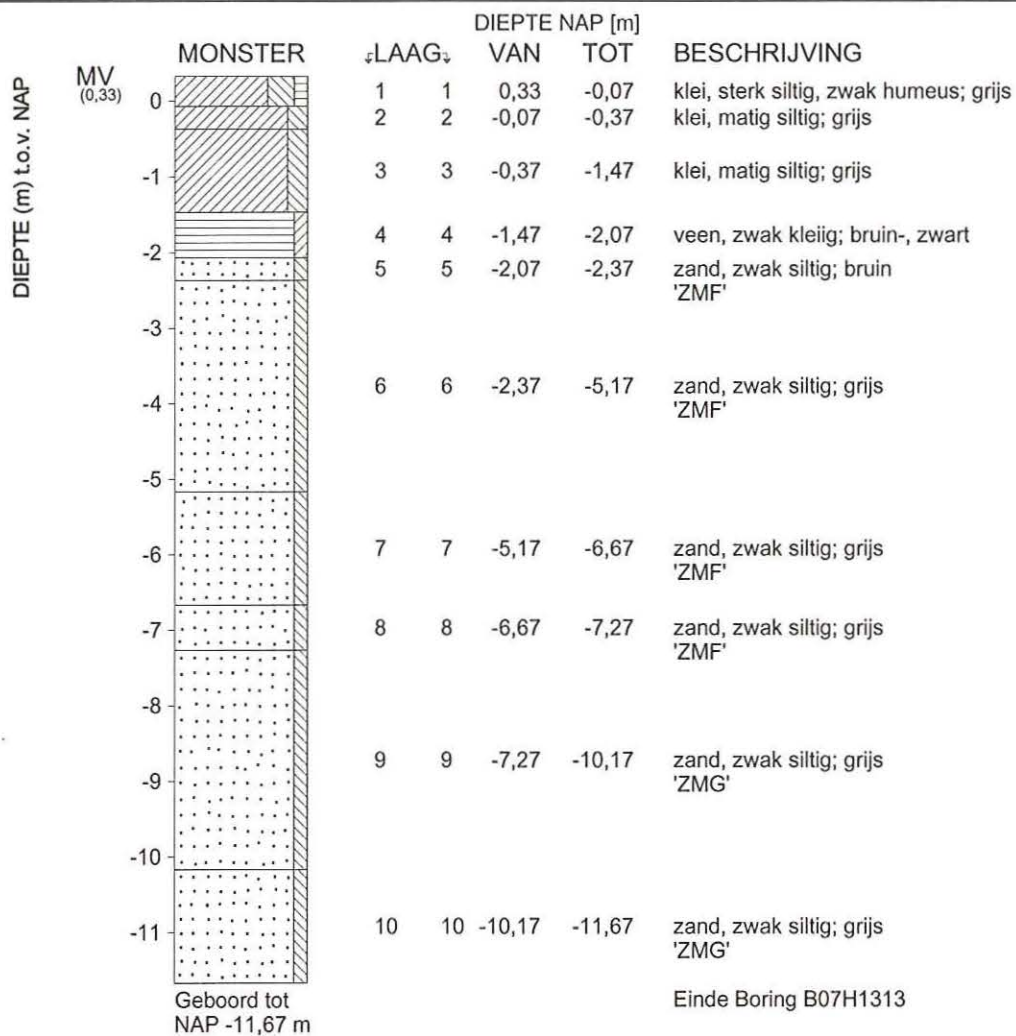 DIEPTE NAP [m]
MONSTER ↲LAAG↴ VAN TOT BESCHRIJVING
DIEPTE (m) t.o.v. NAP
MV
(0,33)
0
1 1 0,33 -0,07 klei, sterk siltig, zwak humeus; grijs
2 2 -0,07 -0,37 klei, matig siltig; grijs
-1
3 3 -0,37 -1,47 klei, matig siltig; grijs
4 4 -1,47 -2,07 veen, zwak kleiig; bruin-, zwart
-2
5 5 -2,07 -2,37 zand, zwak siltig; bruin
'ZMF'
-3
6 6 -2,37 -5,17 zand, zwak siltig; grijs
'ZMF'
-4
-5
-6
7 7 -5,17 -6,67 zand, zwak siltig; grijs
'ZMF'
-7
8 8 -6,67 -7,27 zand, zwak siltig; grijs
'ZMF'
-8
9 9 -7,27 -10,17 zand, zwak siltig; grijs
'ZMG'
-9
-10
-11
10 10 -10,17 -11,67 zand, zwak siltig; grijs
'ZMG'
Geboord tot
NAP -11,67 m
Einde Boring B07H1313